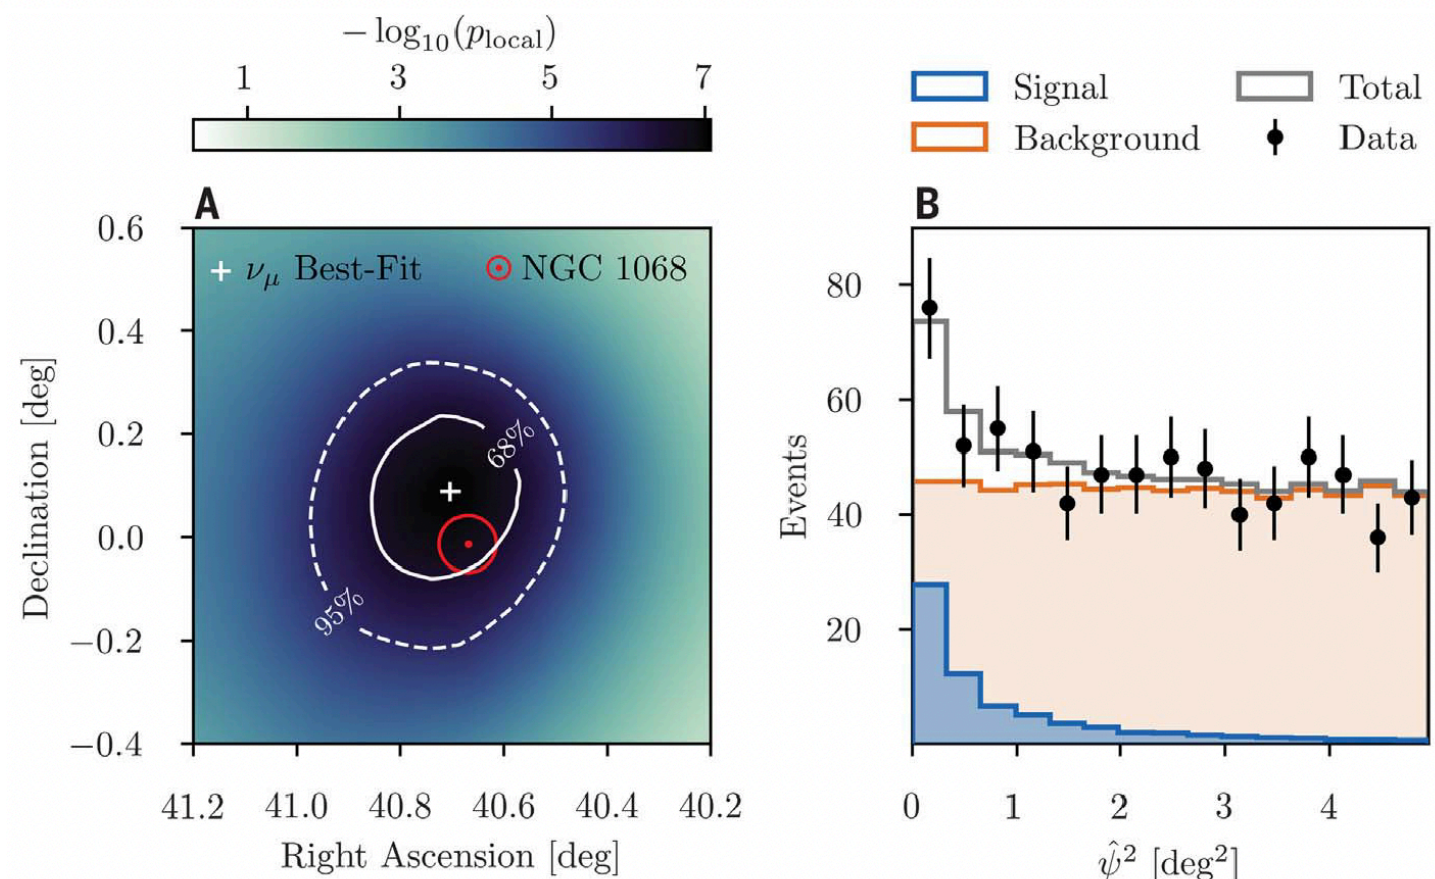 − log₁₀(p_local)
1 3 5 7
A
0.6
0.4
0.2
0.0
−0.2
−0.4
ν_μ Best-Fit
NGC 1068
68%
95%
41.2 41.0 40.8 40.6 40.4 40.2
Right Ascension [deg]
Declination [deg]
Signal
Background
Total
Data
B
80
60
40
20
Events
0 1 2 3 4
ψ̂² [deg²]